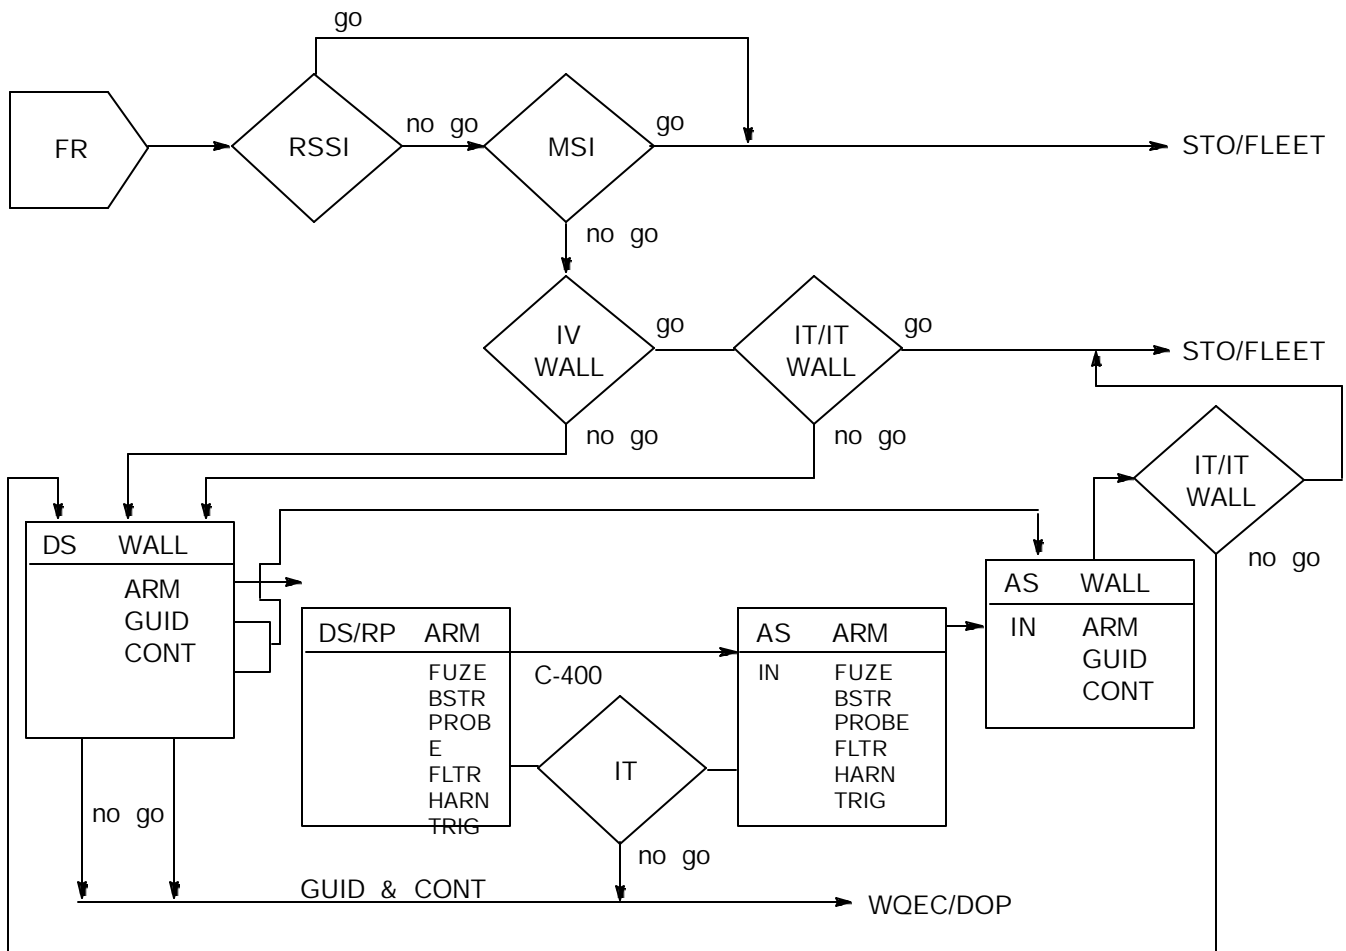 go
FR
RSSI
no go
MSI
go
STO/FLEET
no go
IV
WALL
go
IT/IT
WALL
go
STO/FLEET
no go
no go
IT/IT
WALL
no go
DS WALL
ARM
GUID
CONT
AS WALL
IN ARM
GUID
CONT
DS/RP ARM
FUZE
BSTR
PROB
E
FLTR
HARN
TRIG
C-400
IT
AS ARM
IN FUZE
BSTR
PROBE
FLTR
HARN
TRIG
no go
no go
GUID & CONT
WQEC/DOP